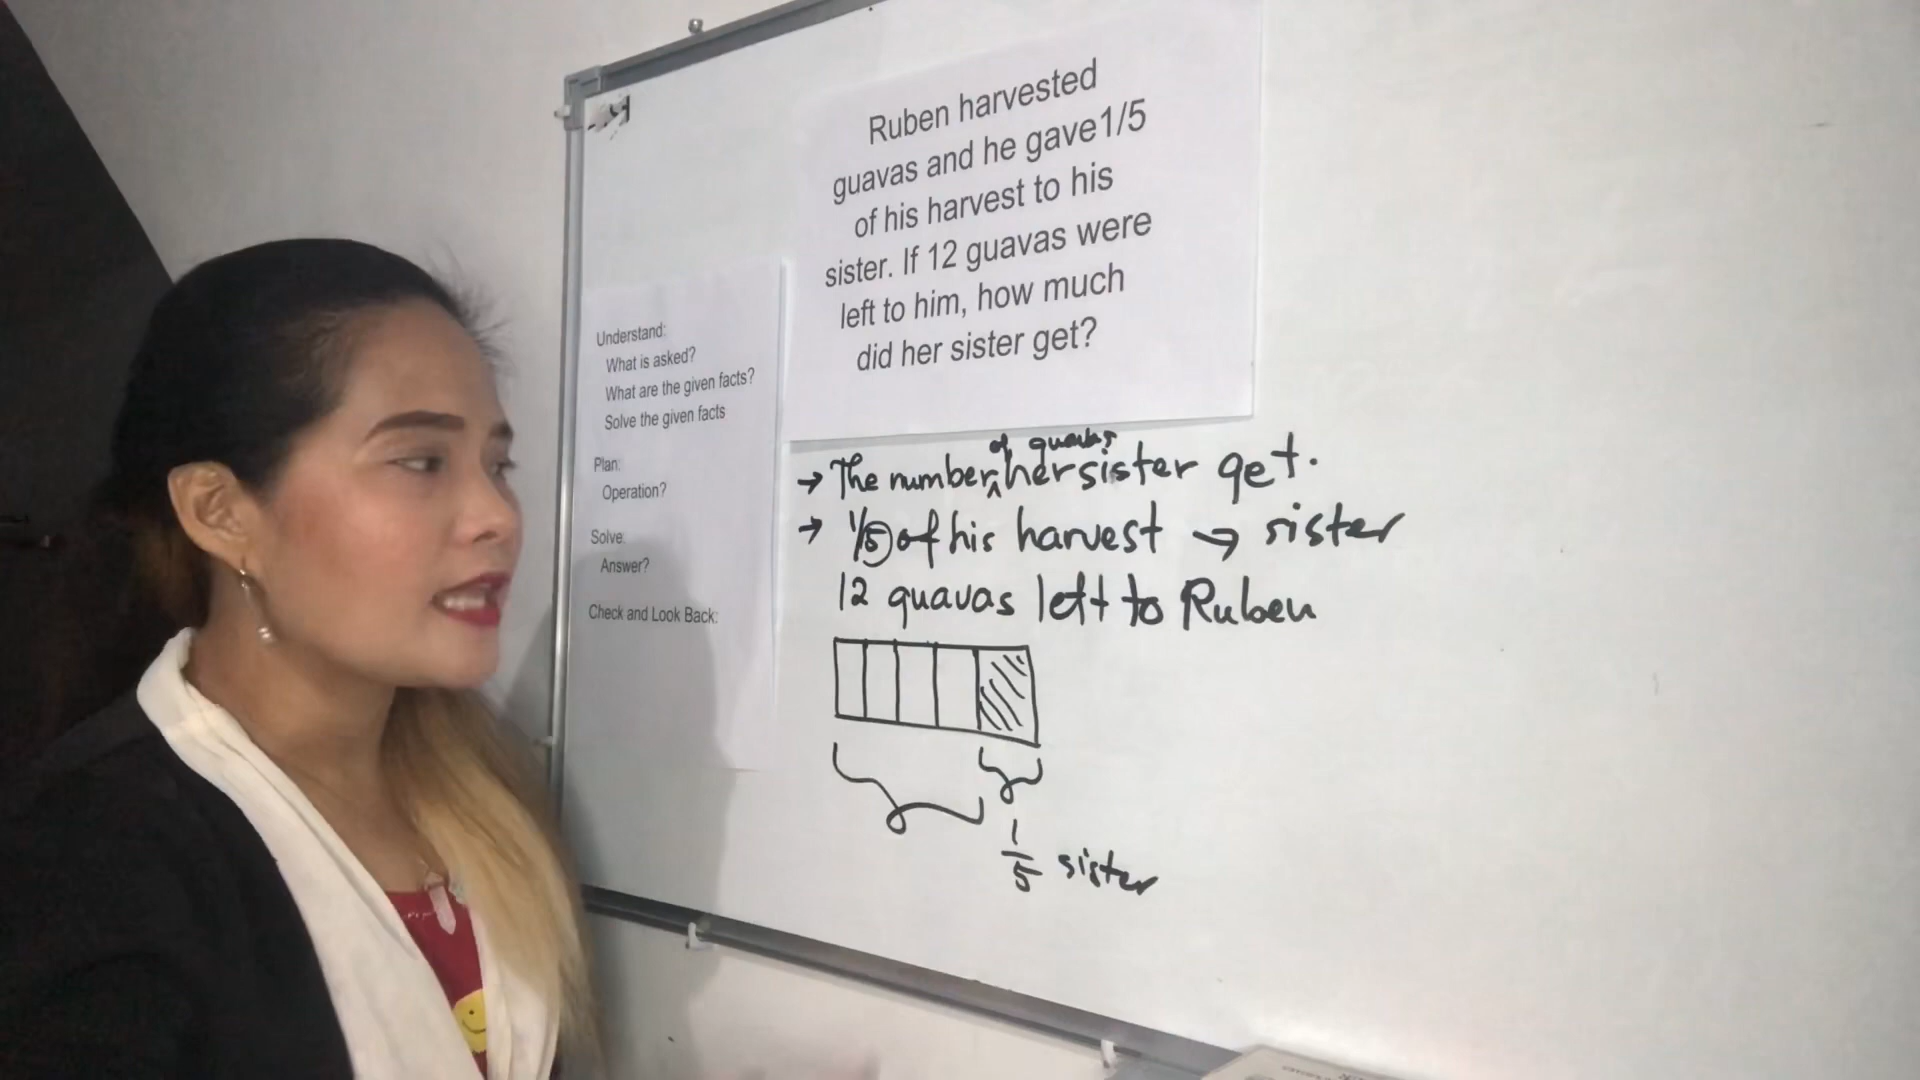 Ruben harvested
guavas and he gave1/5
of his harvest to his
sister. If 12 guavas were
left to him, how much
did her sister get?
Understand:
What is asked?
What are the given facts?
Solve the given facts
Plan:
Operation?
Solve:
Answer?
Check and Look Back:
→ The number of guavas her sister get.
→ 1/5 of his harvest → sister
12 guavas left to Ruben
1/5 sister